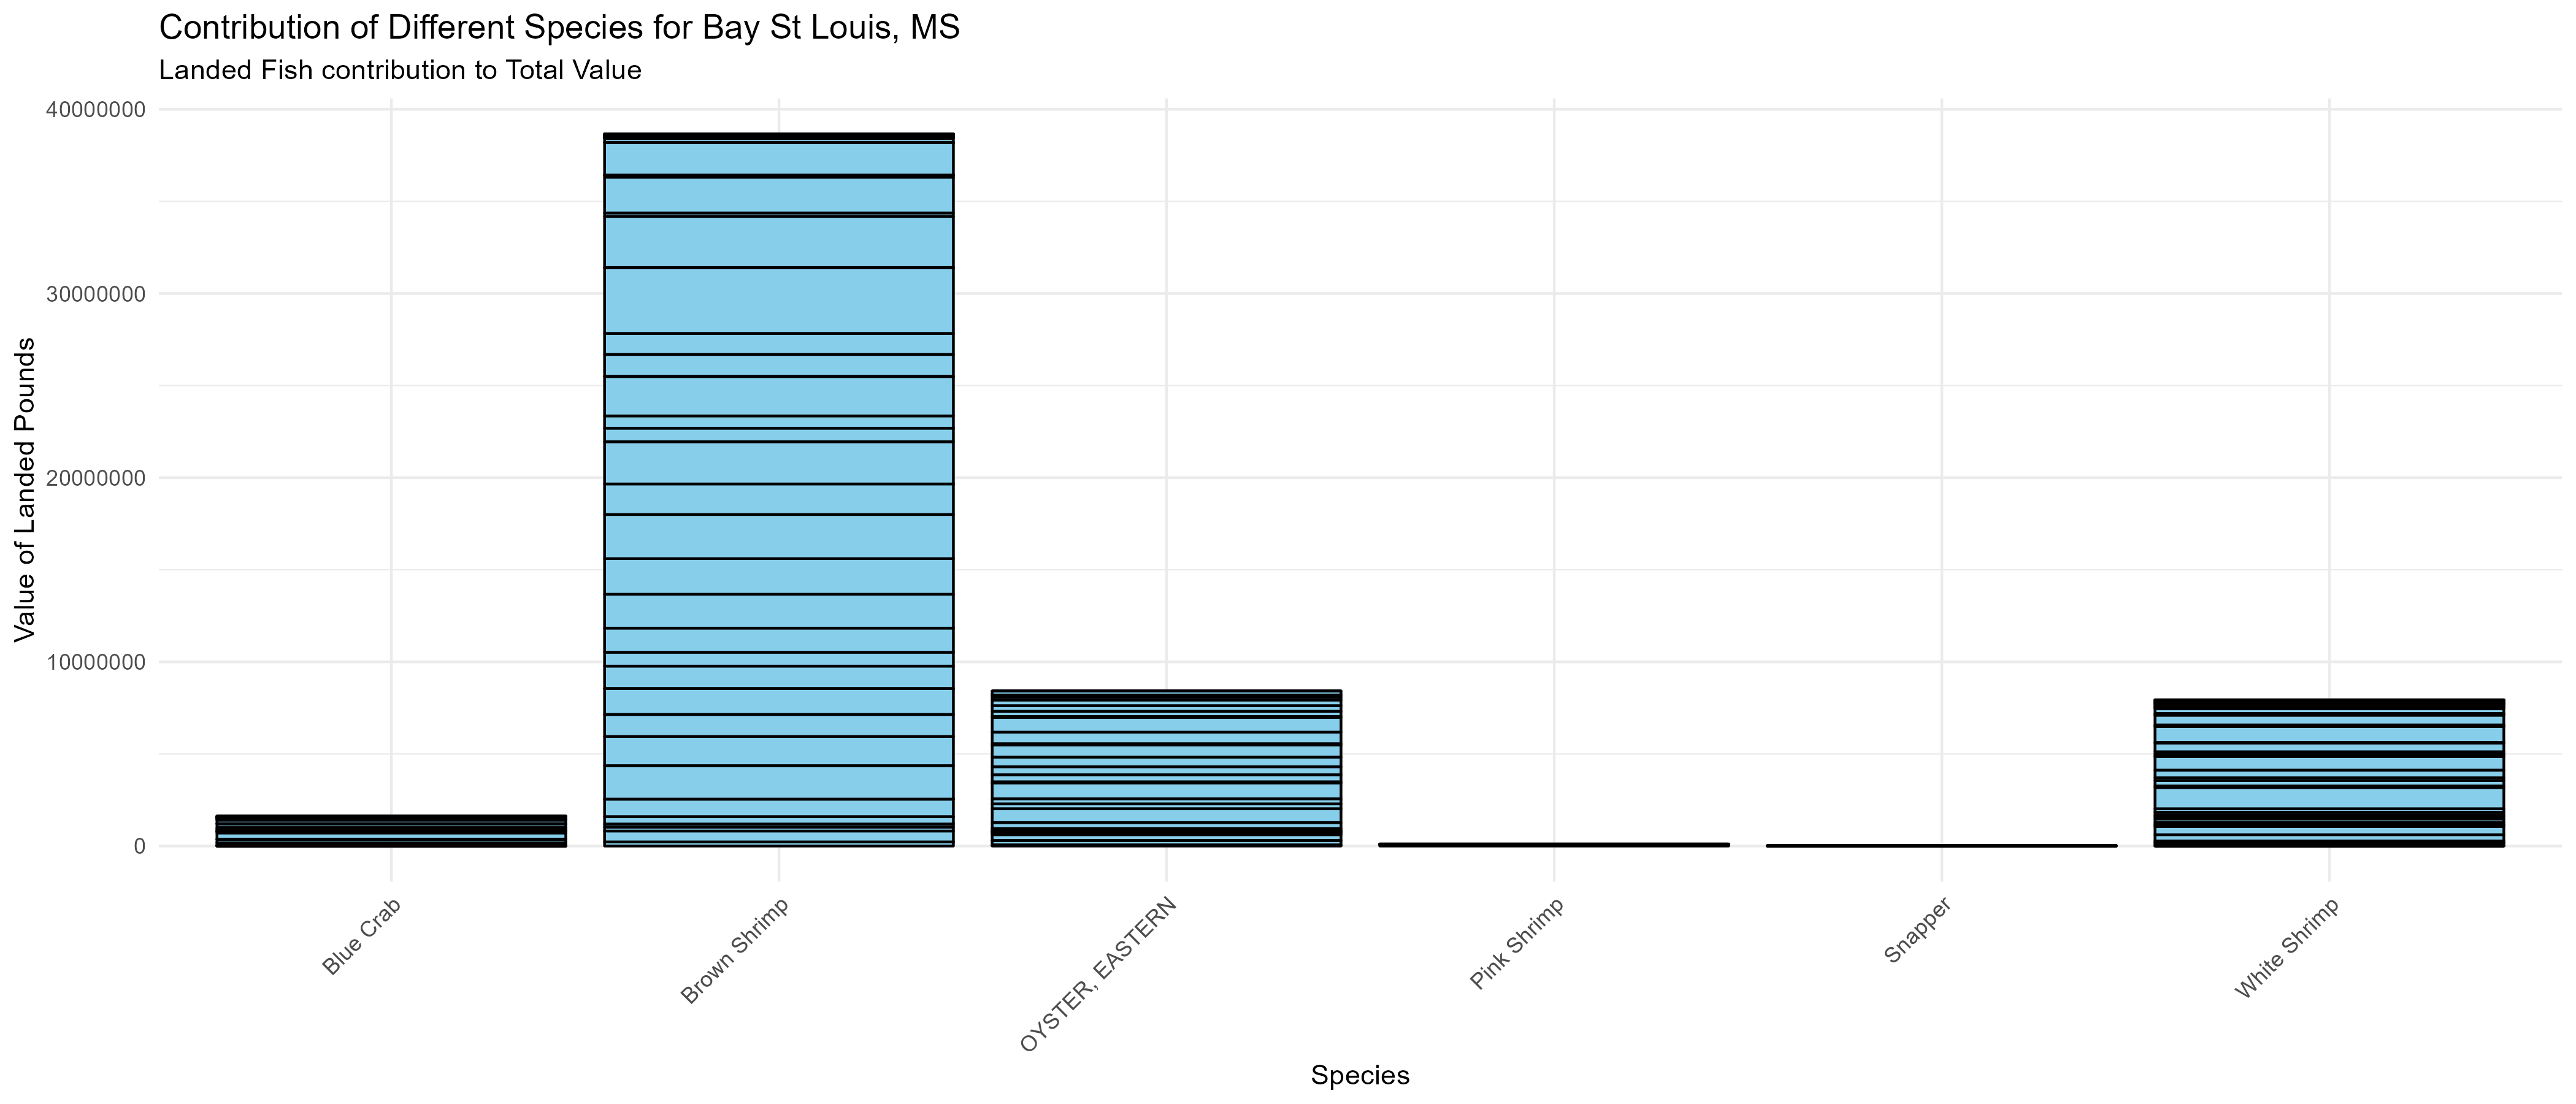 Contribution of Different Species for Bay St Louis, MS
Landed Fish contribution to Total Value
Value of Landed Pounds
40000000
30000000
20000000
10000000
0
Blue Crab
Brown Shrimp
OYSTER, EASTERN
Pink Shrimp
Snapper
White Shrimp
Species